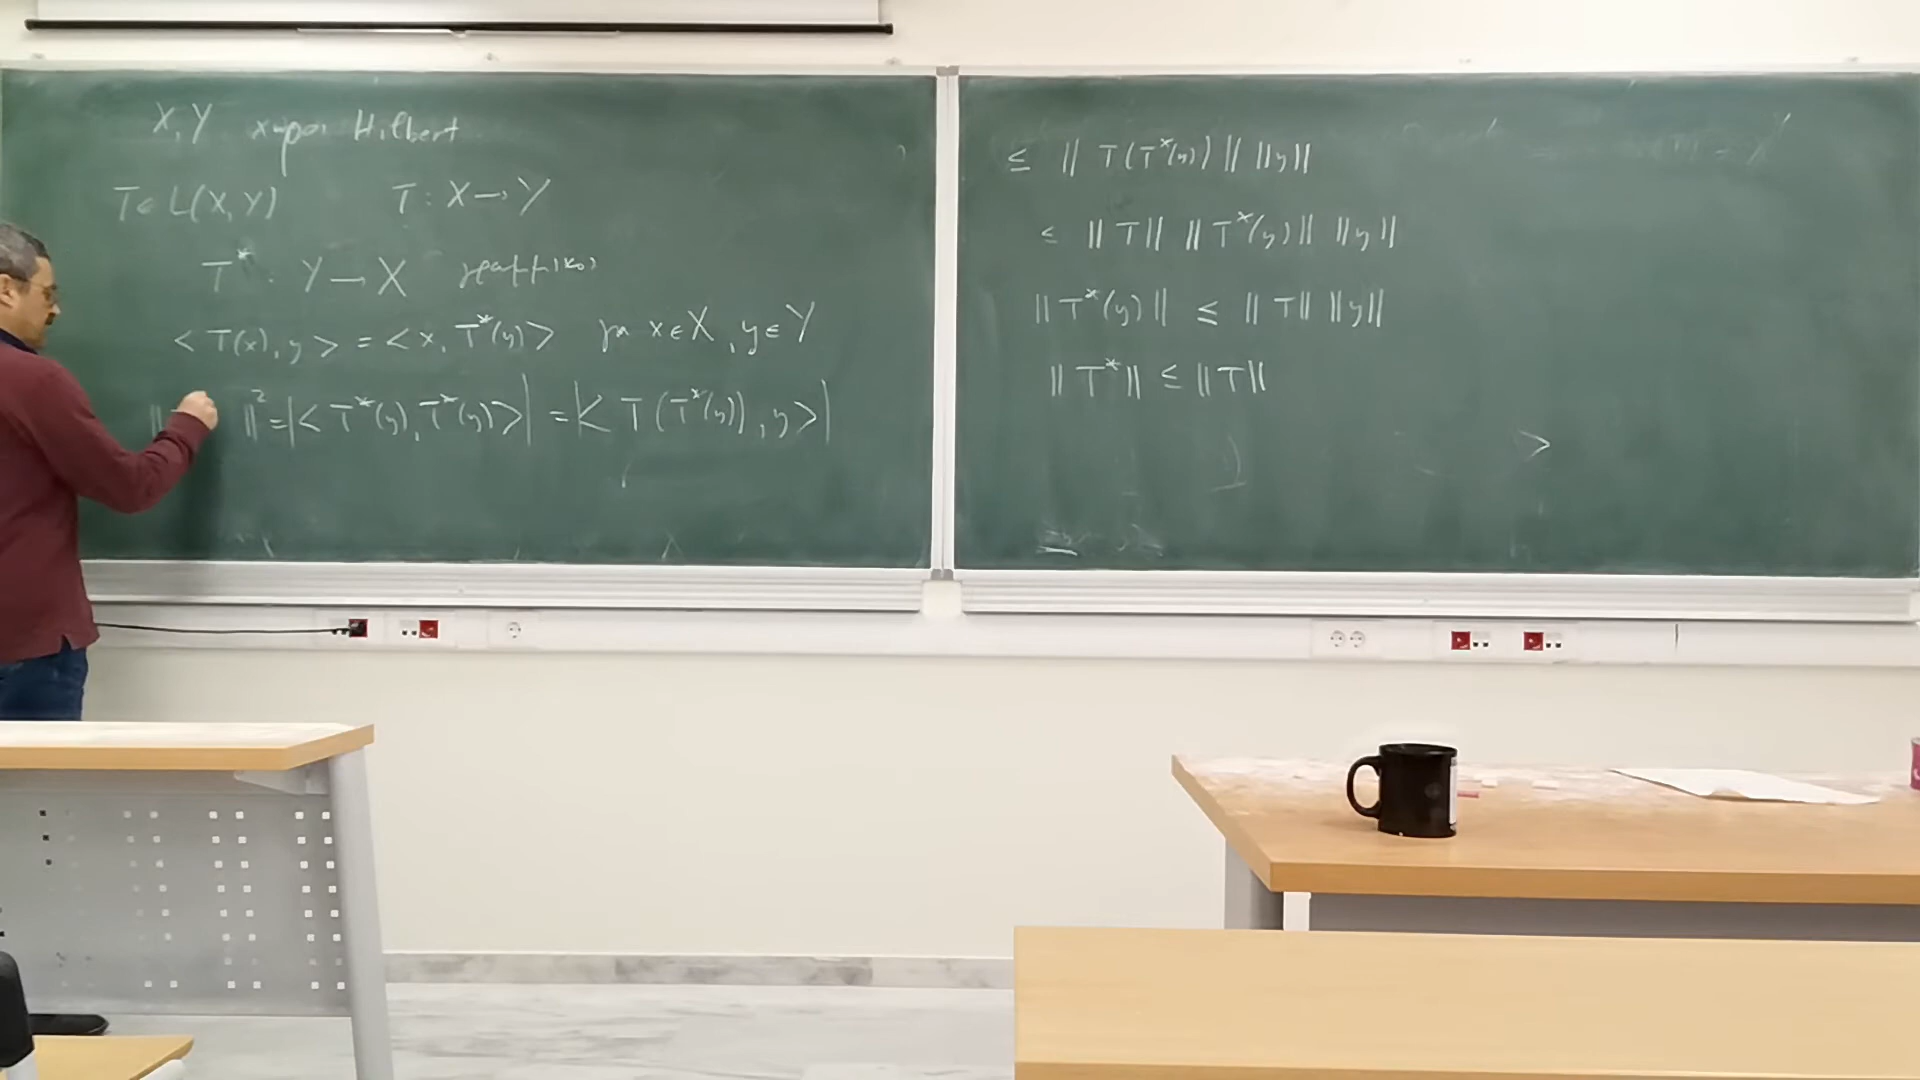 X, Y χώροι Hilbert
T ∈ L(X, Y) T : X → Y
T* : Y → X γραμμικός
< T(x), y > = < x, T*(y) > για x ∈ X, y ∈ Y
‖ ‖² = |< T*(y), T*(y) >| = |< T(T*(y)), y >|
≤ ‖ T(T*(y)) ‖ ‖y‖
≤ ‖ T ‖ ‖ T*(y) ‖ ‖y‖
‖ T*(y) ‖ ≤ ‖ T ‖ ‖y‖
‖ T* ‖ ≤ ‖ T ‖